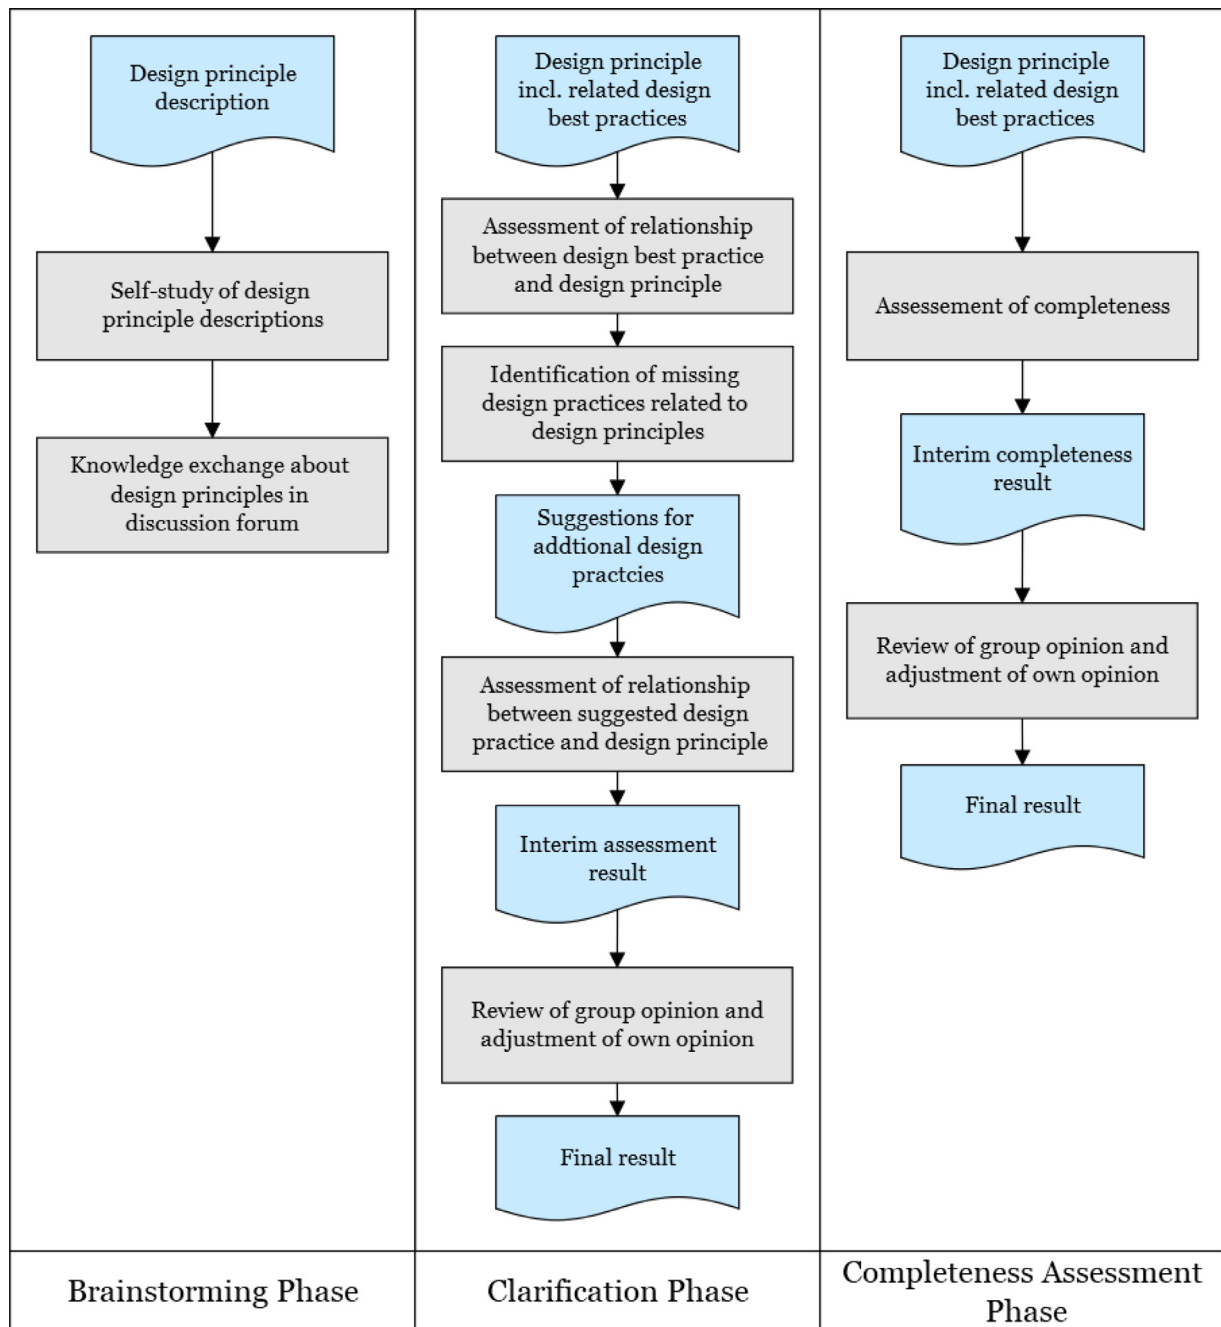 Design principle
description
Self-study of design
principle descriptions
Knowledge exchange about
design principles in
discussion forum
Brainstorming Phase
Design principle
incl. related design
best practices
Assessment of relationship
between design best practice
and design principle
Identification of missing
design practices related to
design principles
Suggestions for
addtional design
practcies
Assessment of relationship
between suggested design
practice and design principle
Interim assessment
result
Review of group opinion and
adjustment of own opinion
Final result
Clarification Phase
Design principle
incl. related design
best practices
Assessement of completeness
Interim completeness
result
Review of group opinion and
adjustment of own opinion
Final result
Completeness Assessment
Phase